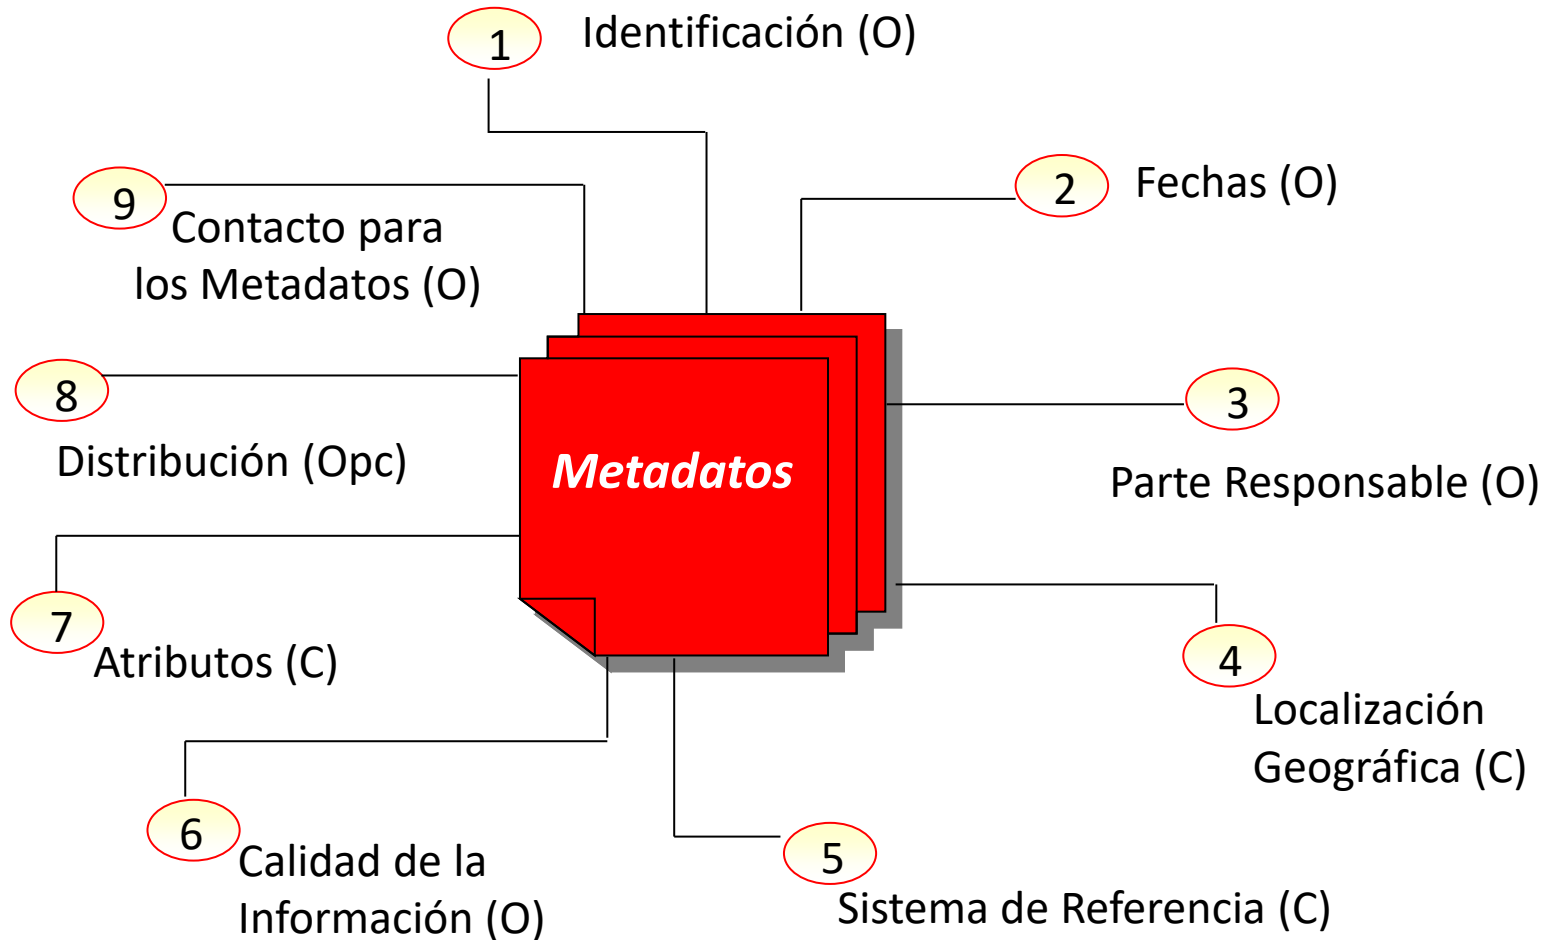 1
Identificación (O)
2
Fechas (O)
9
Contacto para
los Metadatos (O)
8
Distribución (Opc)
Metadatos
3
Parte Responsable (O)
7
Atributos (C)
4
Localización
Geográfica (C)
6
Calidad de la
Información (O)
5
Sistema de Referencia (C)